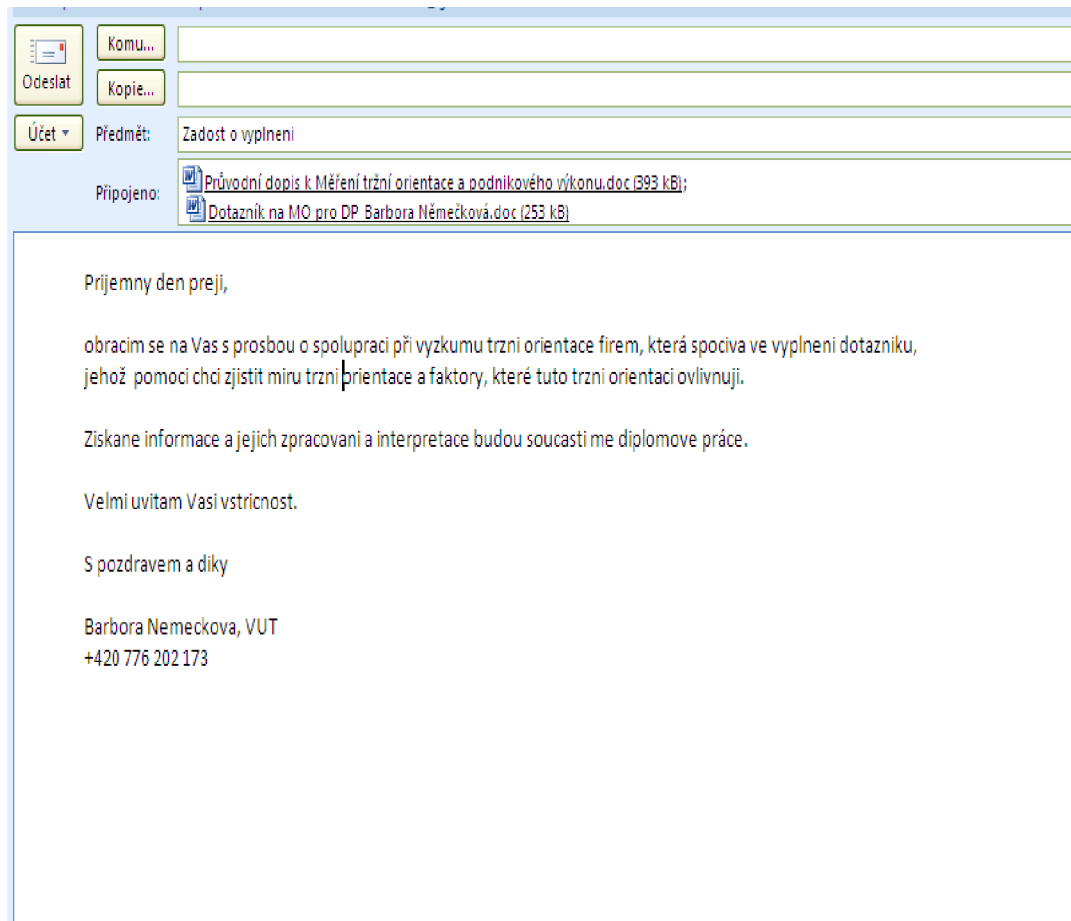 Komu...
Odeslat
Kopie...
Účet Předmět: Zadost o vyplneni
Připojeno: Průvodní dopis k Měření tržní orientace a podnikového výkonu.doc (393 kB);
Dotazník na MO pro DP Barbora Němečková.doc (253 kB)
Prijemny den preji,
obracim se na Vas s prosbou o spolupraci při vyzkumu trzni orientace firem, která spociva ve vyplneni dotazniku,
jehož pomoci chci zjistit miru trzni orientace a faktory, které tuto trzni orientaci ovlivnuji.
Ziskane informace a jejich zpracovani a interpretace budou soucasti me diplomove práce.
Velmi uvitam Vasi vstricnost.
S pozdravem a diky
Barbora Nemeckova, VUT
+420 776 202 173